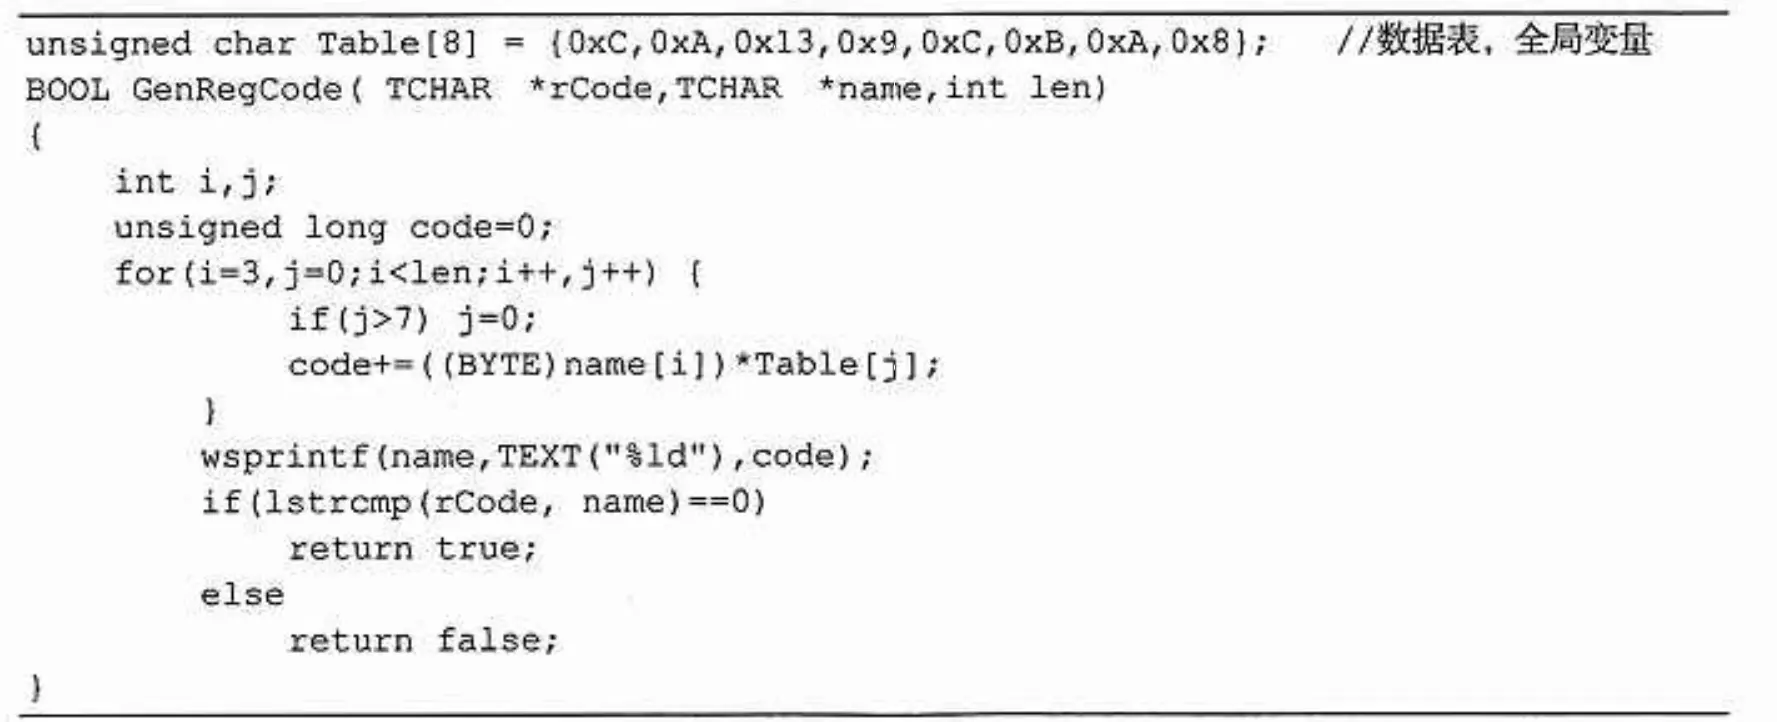 unsigned char Table[8] = {0xC,0xA,0x13,0x9,0xC,0xB,0xA,0x8};   //数据表，全局变量
BOOL GenRegCode( TCHAR  *rCode,TCHAR  *name,int len)
{
int i,j;
unsigned long code=0;
for(i=3,j=0;i<len;i++,j++) {
if(j>7) j=0;
code+=((BYTE)name[i])*Table[j];
}
wsprintf(name,TEXT("%ld"),code);
if(lstrcmp(rCode, name)==0)
return true;
else
return false;
}